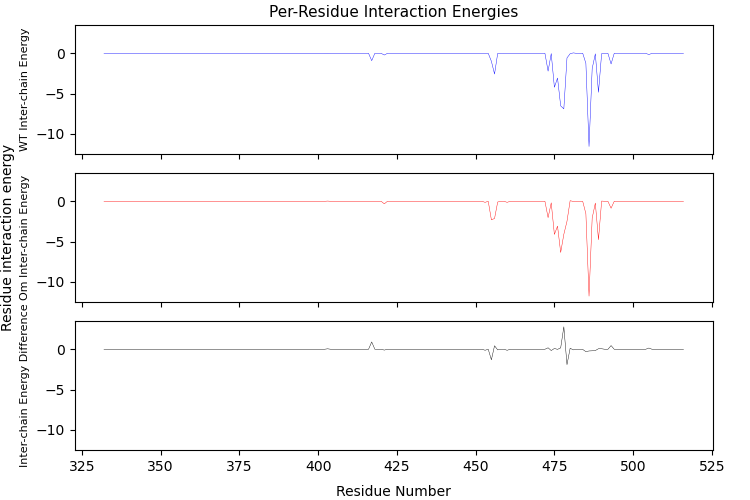 Per-Residue Interaction Energies
Residue interaction energy
WT Inter-chain Energy
0
−5
−10
Om Inter-chain Energy
0
−5
−10
Inter-chain Energy Difference
0
−5
−10
325 350 375 400 425 450 475 500 525
Residue Number